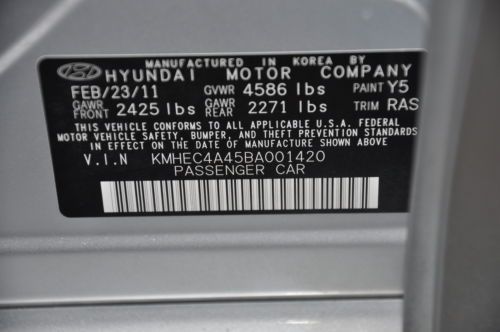 MANUFACTURED IN KOREA BY
HYUNDAI MOTOR COMPANY
FEB/23/11 GVWR 4586 lbs PAINT Y5
GAWR FRONT 2425 lbs GAWR REAR 2271 lbs TRIM RAS
THIS VEHICLE CONFORMS TO ALL APPLICABLE U.S.A. FEDERAL
MOTOR VEHICLE SAFETY, BUMPER, AND THEFT PREVENTION STANDARDS
IN EFFECT ON THE DATE OF MANUFACTURE SHOWN ABOVE
V.I.N KMHEC4A45BA001420
PASSENGER CAR